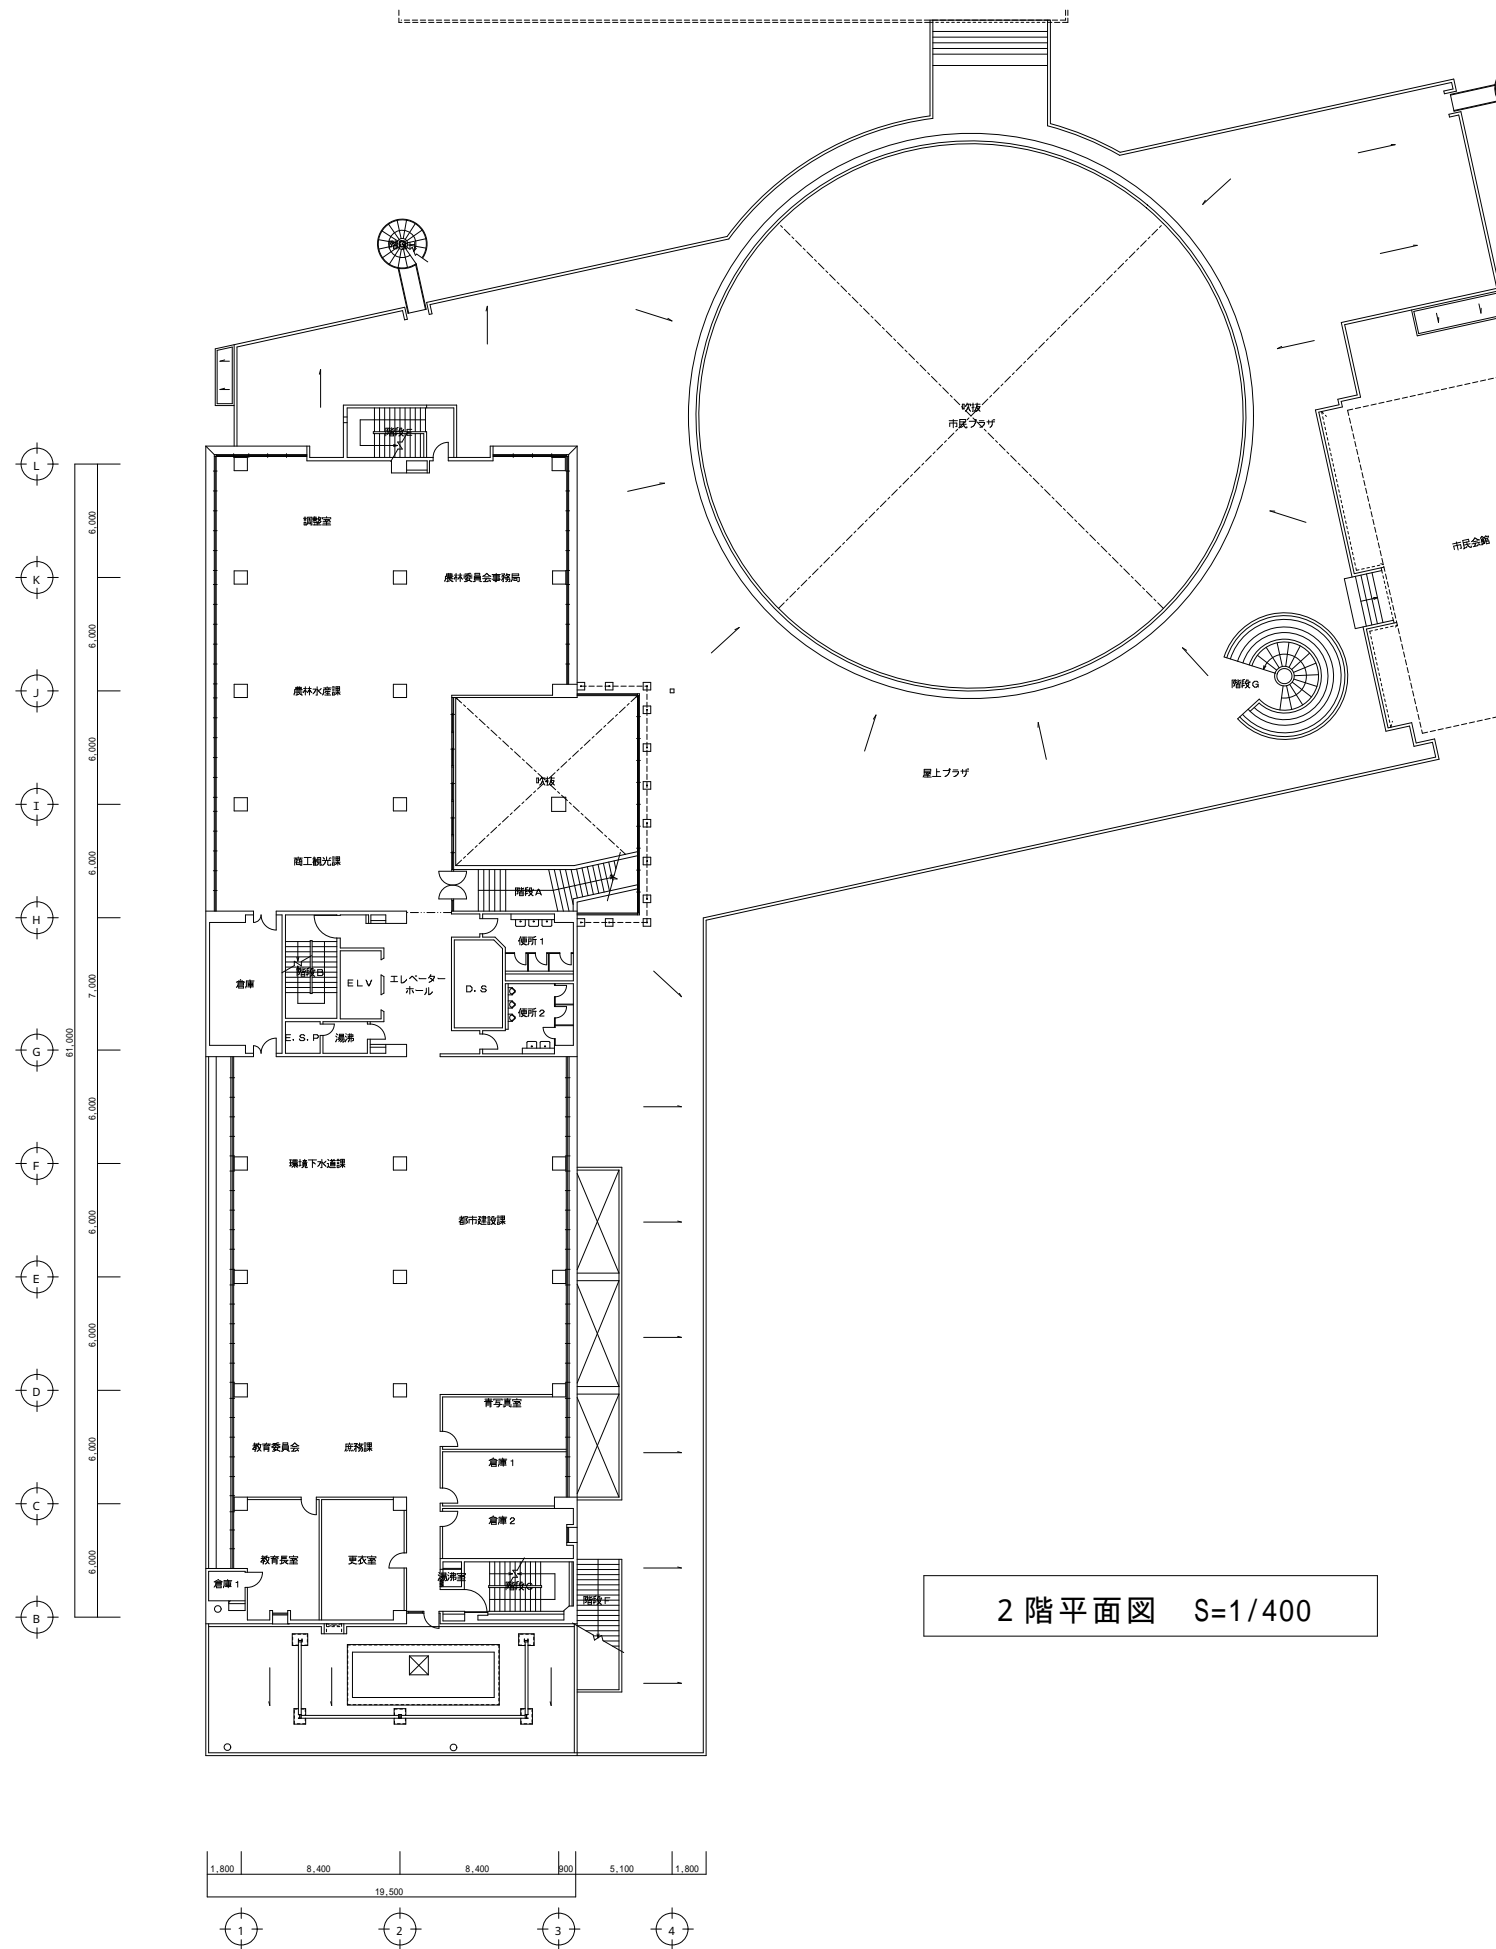 吹抜
市民プラザ
階段E
調整室
農林委員会事務局
市民会館
農林水産課
階段G
吹抜
屋上プラザ
商工観光課
階段A
便所1
階段B
倉庫
ELV
エレベーター
ホール
D.S
便所2
E.S.P
湯沸
環境下水道課
都市建設課
青写真室
教育委員会
庶務課
倉庫1
倉庫2
教育長室
更衣室
湯沸室
階段C
倉庫1
階段F
2階平面図 S=1/400
L
K
J
I
H
G
F
E
D
C
B
6,000
6,000
6,000
6,000
7,000
61,000
6,000
6,000
6,000
6,000
6,000
1,800
8,400
8,400
900
5,100
1,800
19,500
1
2
3
4